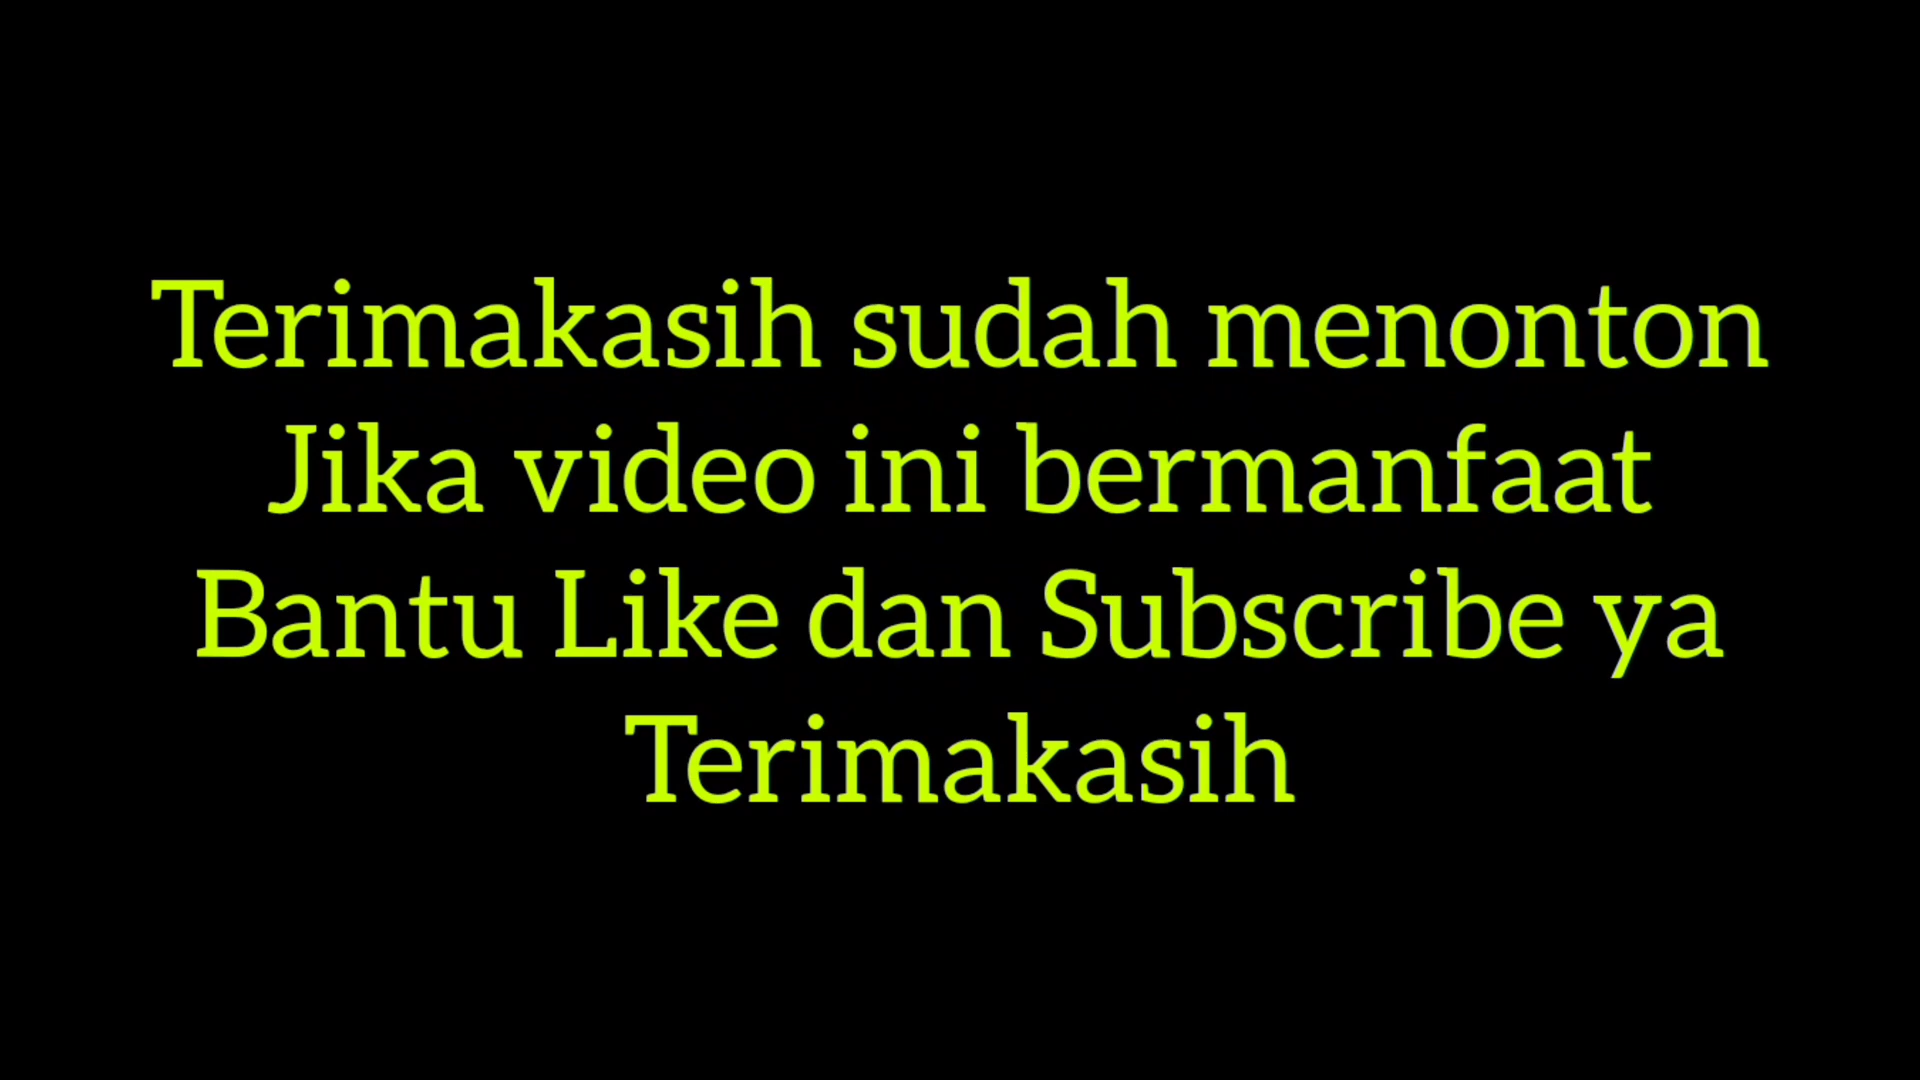 Terimakasih sudah menonton
Jika video ini bermanfaat
Bantu Like dan Subscribe ya
Terimakasih